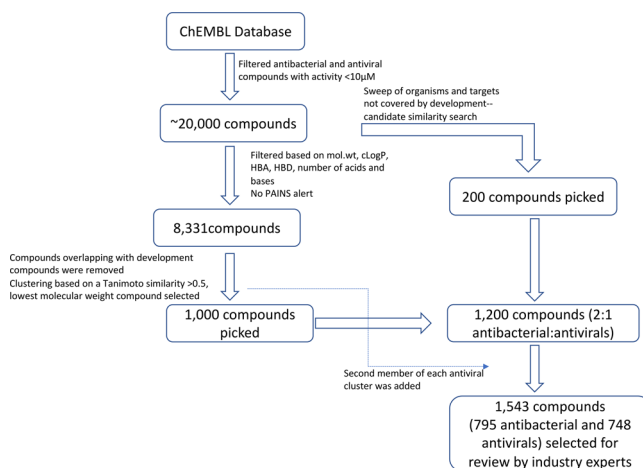 ChEMBL Database
Filtered antibacterial and antiviral
compounds with activity <10µM
Sweep of organisms and targets
not covered by development--
candidate similarity search
~20,000 compounds
Filtered based on mol.wt, cLogP,
HBA, HBD, number of acids and
bases
No PAINS alert
200 compounds picked
8,331compounds
Compounds overlapping with development
compounds were removed
Clustering based on a Tanimoto similarity >0.5,
lowest molecular weight compound selected
1,000 compounds
picked
1,200 compounds (2:1
antibacterial:antivirals)
Second member of each antiviral
cluster was added
1,543 compounds
(795 antibacterial and 748
antivirals) selected for
review by industry experts